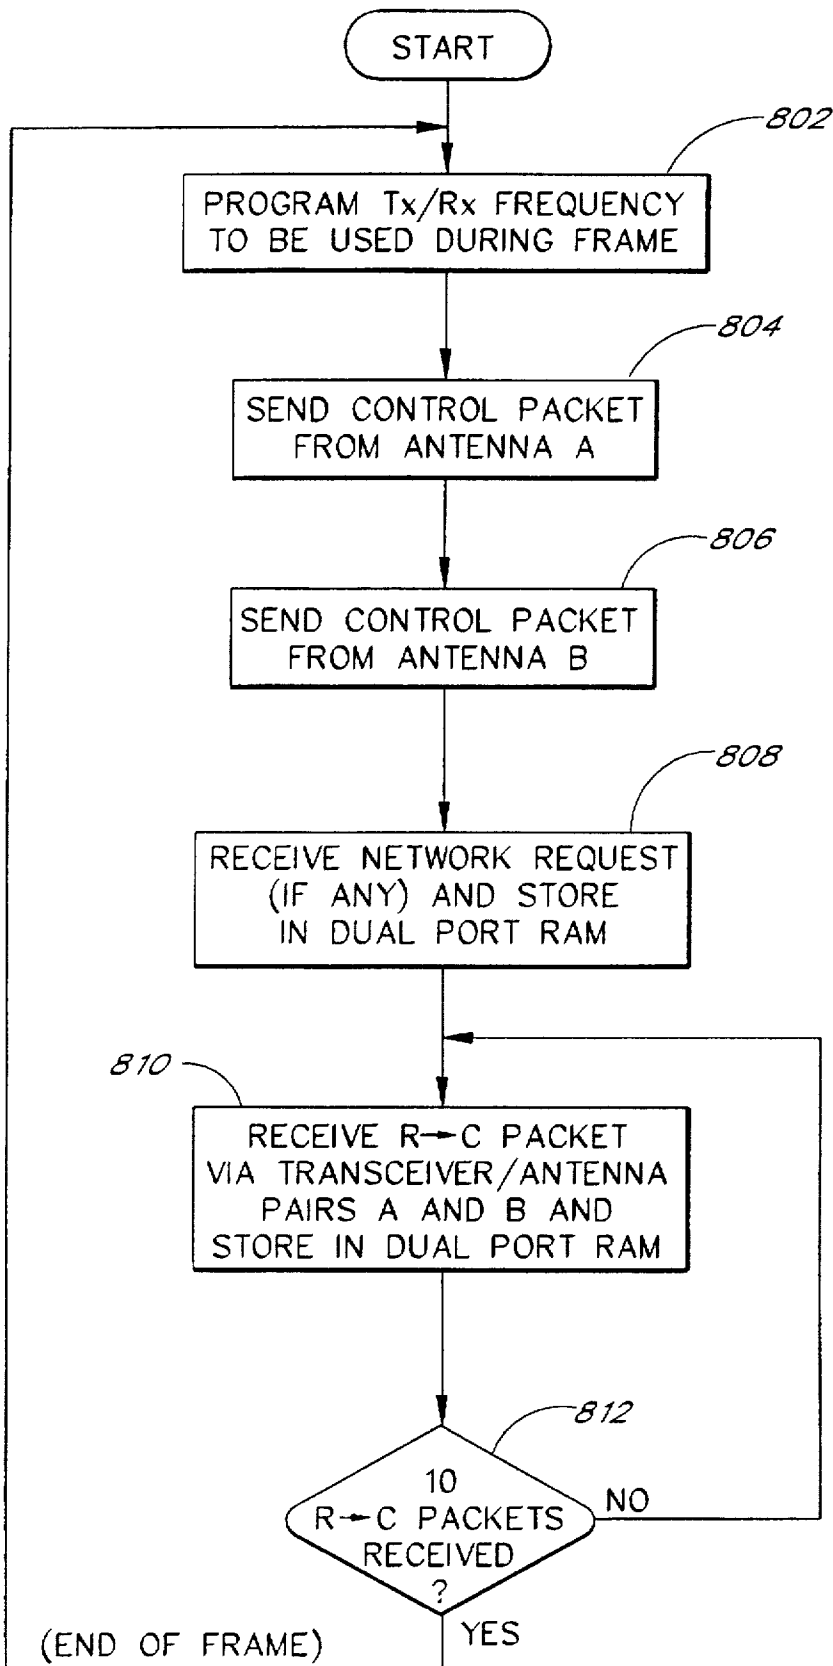 START
802
PROGRAM Tx/Rx FREQUENCY
TO BE USED DURING FRAME
804
SEND CONTROL PACKET
FROM ANTENNA A
806
SEND CONTROL PACKET
FROM ANTENNA B
808
RECEIVE NETWORK REQUEST
(IF ANY) AND STORE
IN DUAL PORT RAM
810
RECEIVE R→C PACKET
VIA TRANSCEIVER/ANTENNA
PAIRS A AND B AND
STORE IN DUAL PORT RAM
812
10
R→C PACKETS
RECEIVED
?
NO
YES
(END OF FRAME)